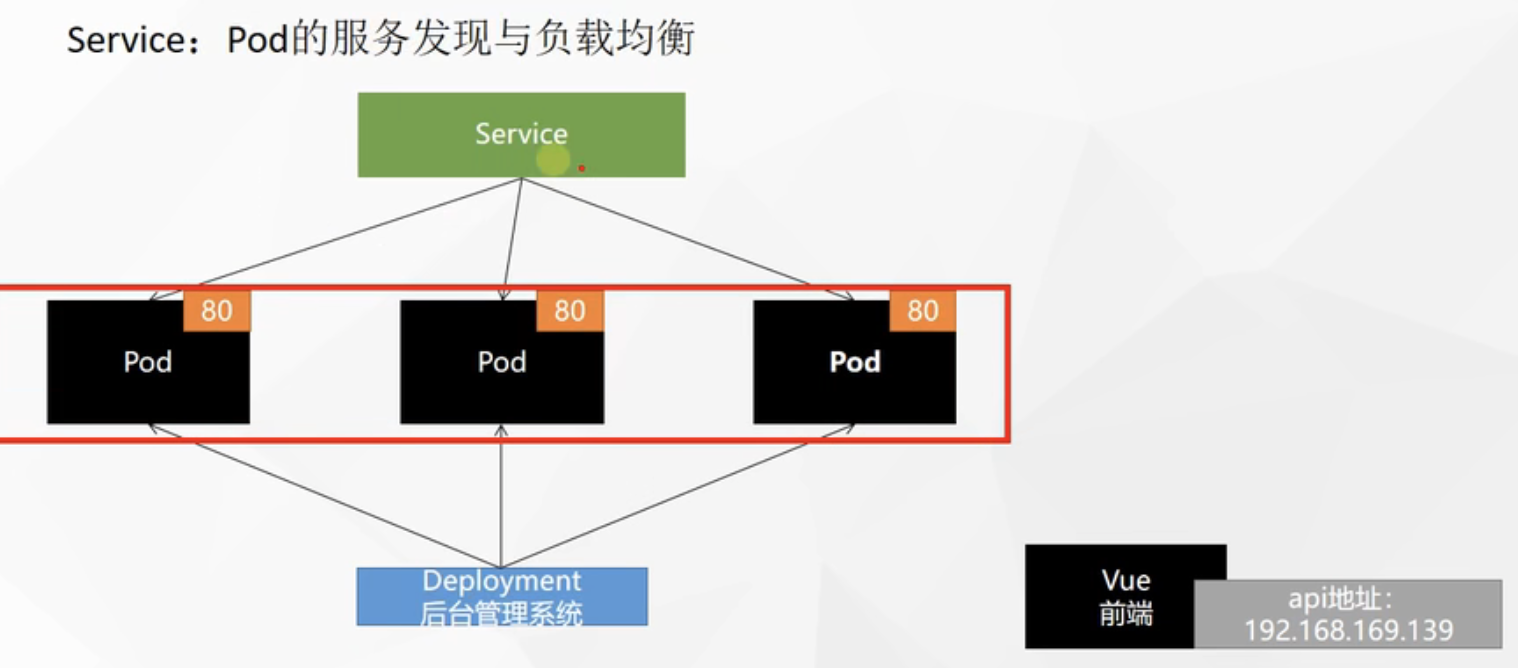 Service：Pod的服务发现与负载均衡
Service
80
80
80
Pod
Pod
Pod
Deployment
后台管理系统
Vue
前端
api地址：
192.168.169.139